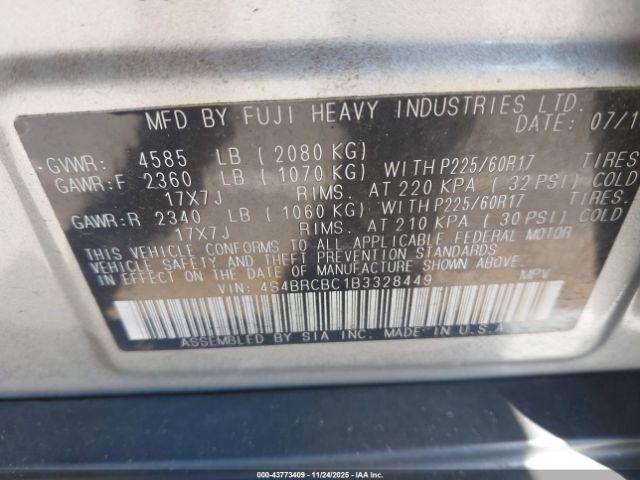 MFD BY FUJI HEAVY INDUSTRIES LTD.
DATE: 07/1
GVWR: 4585 LB ( 2080 KG)
GAWR:F 2360 LB ( 1070 KG) WITH P225/60R17 TIRES
17X7J RIMS. AT 220 KPA ( 32 PSI) COLD
GAWR:R 2340 LB ( 1060 KG) WITH P225/60R17 TIRES.
17X7J RIMS. AT 210 KPA ( 30 PSI) COLD
THIS VEHICLE CONFORMS TO ALL APPLICABLE FEDERAL MOTOR
VEHICLE SAFETY AND THEFT PREVENTION STANDARDS
IN EFFECT ON THE DATE OF MANUFACTURE SHOWN ABOVE.
VIN: 4S4BRCBC1B3328449 MPV
ASSEMBLED BY SIA INC. MADE IN U.S.A
00-43773409 - 11/24/2025 - IAAI.com